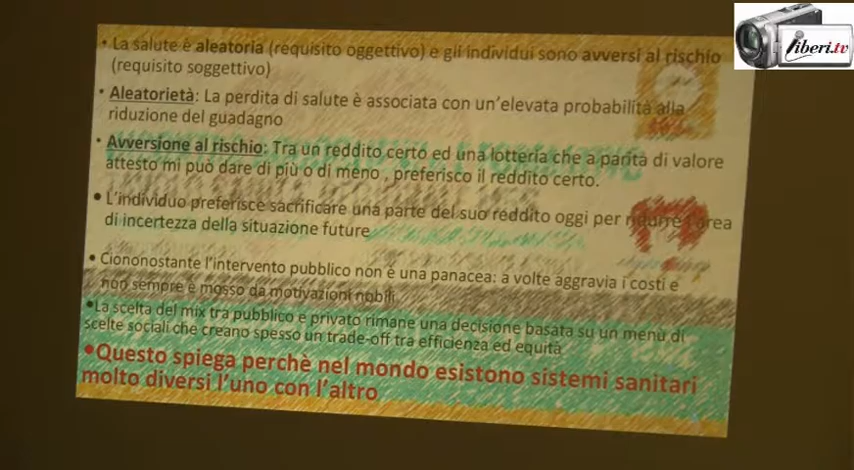 liberi.tv
• La salute è aleatoria (requisito oggettivo) e gli individui sono avversi al rischio
(requisito soggettivo)
• Aleatorietà: La perdita di salute è associata con un'elevata probabilità alla
riduzione del guadagno
• Avversione al rischio: Tra un reddito certo ed una lotteria che a parità di valore
attesto mi può dare di più o di meno , preferisco il reddito certo.
• L'individuo preferisce sacrificare una parte del suo reddito oggi per ridurre l'area
di incertezza della situazione future
• Ciononostante l'intervento pubblico non è una panacea: a volte aggravia i costi e
non sempre è mosso da motivazioni nobili
•La scelta del mix tra pubblico e privato rimane una decisione basata su un menù di
scelte sociali che creano spesso un trade-off tra efficienza ed equità
•Questo spiega perchè nel mondo esistono sistemi sanitari
molto diversi l'uno con l'altro